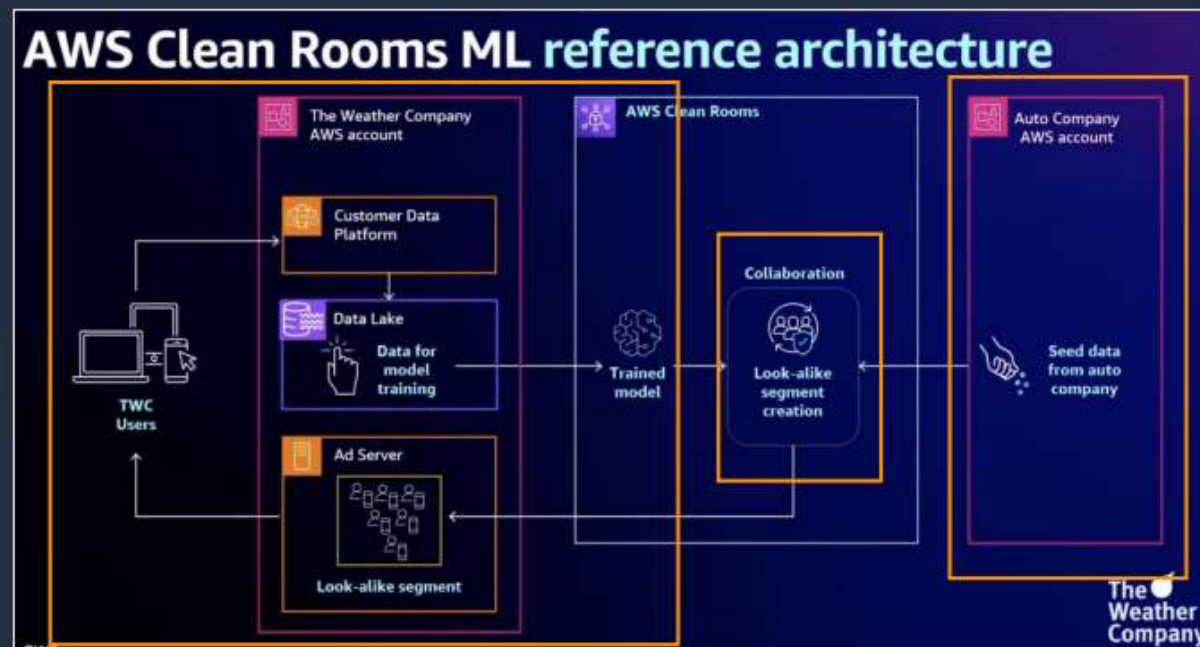 AWS Clean Rooms ML reference architecture
The Weather Company
AWS account
Customer Data
Platform
Data Lake
Data for
model
training
TWC
Users
Ad Server
Look-alike segment
AWS Clean Rooms
Trained
model
Collaboration
Look-alike
segment
creation
Auto Company
AWS account
Seed data
from auto
company
The
Weather
Company